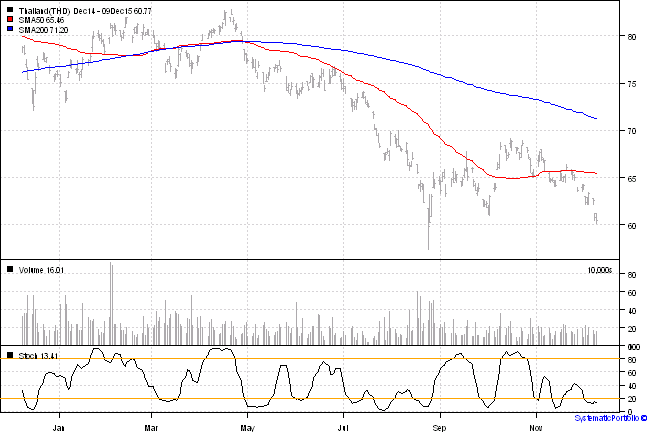 Thailand(THD) Dec14 - 09Dec15 60.77
SMA50 65.46
SMA200 71.20
80
75
70
65
60
Volume 16.01
10,000s
80
60
40
20
0
Stoch 13.41
100
80
60
40
20
0
Jan Mar May Jul Sep Nov
SystematicPortfolio ©